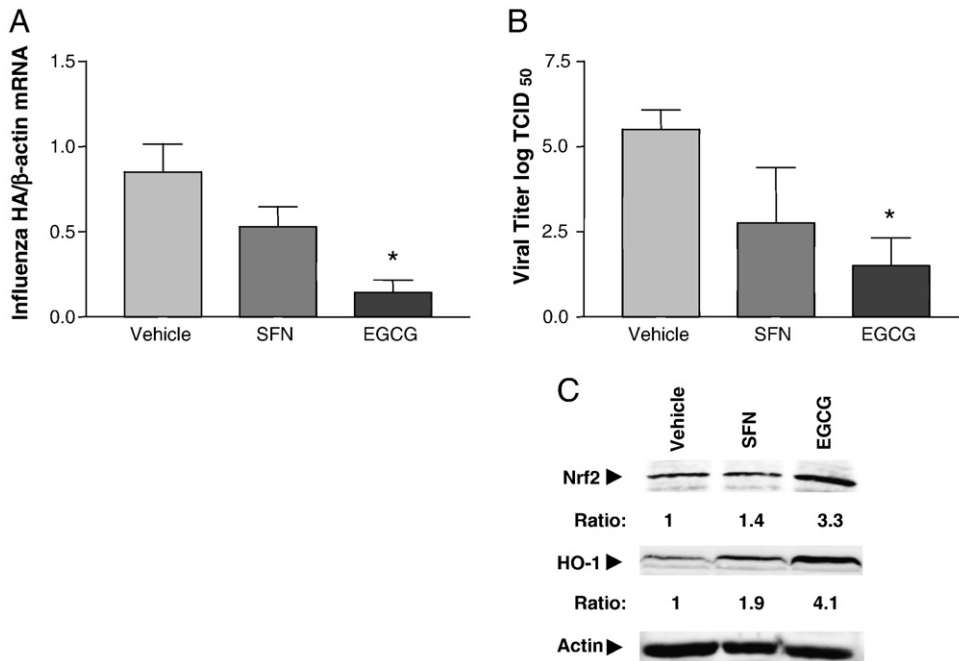 A
Influenza HA/β-actin mRNA
1.5
1.0
0.5
0.0
Vehicle SFN EGCG
*
B
Viral Titer log TCID 50
7.5
5.0
2.5
0.0
Vehicle SFN EGCG
*
C
Vehicle SFN EGCG
Nrf2
Ratio: 1 1.4 3.3
HO-1
Ratio: 1 1.9 4.1
Actin